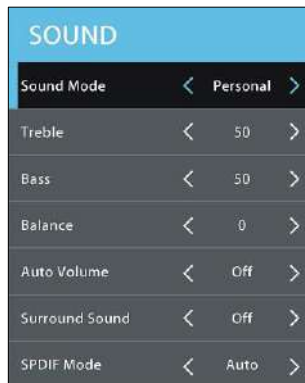 SOUND
Sound Mode < Personal >
Treble < 50 >
Bass < 50 >
Balance < 0 >
Auto Volume < Off >
Surround Sound < Off >
SPDIF Mode < Auto >